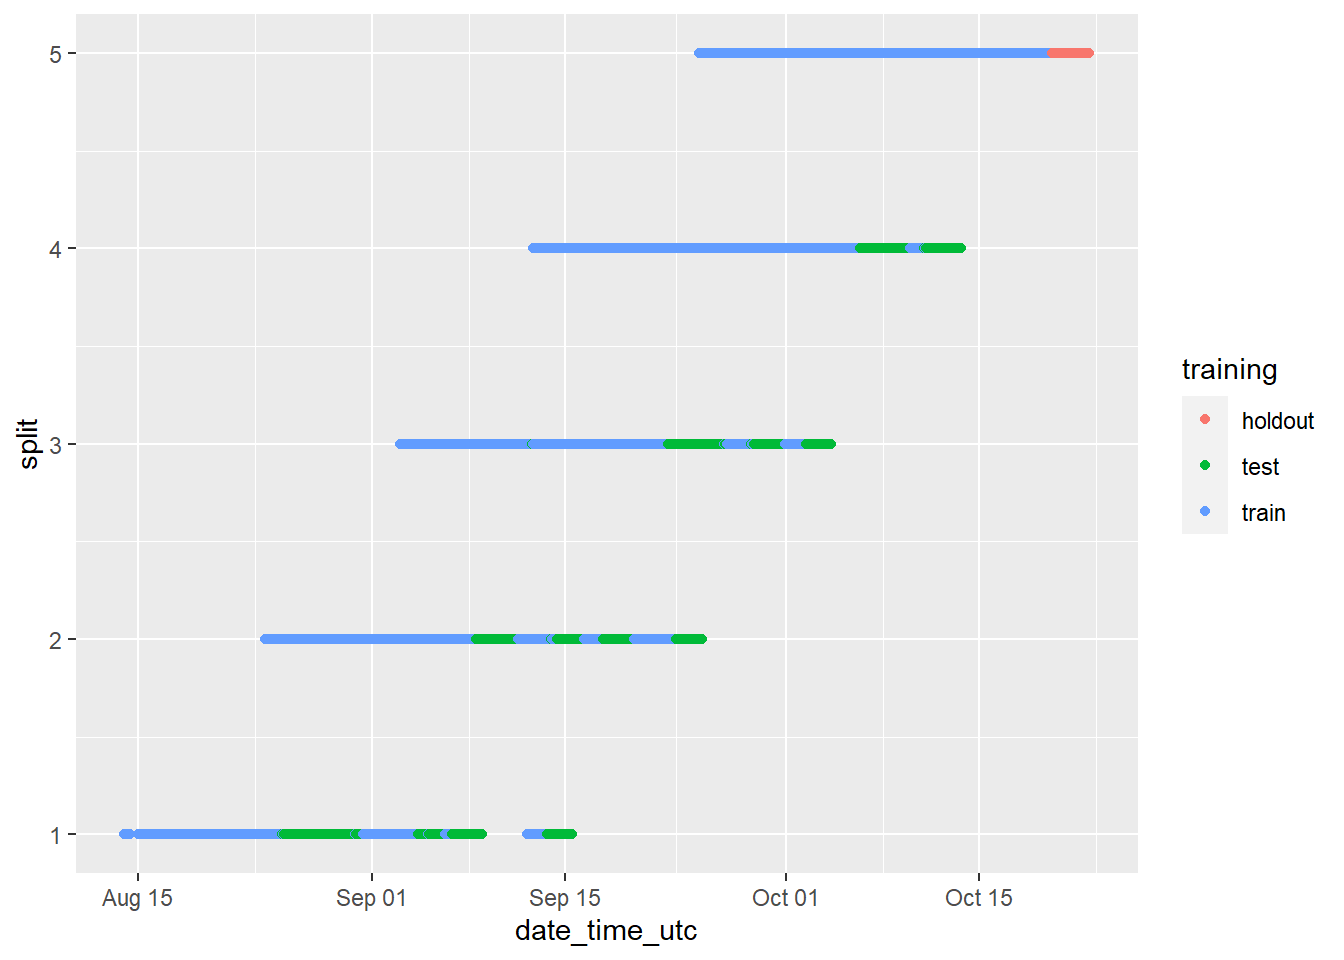 5
4
3
2
1
split
Aug 15
Sep 01
Sep 15
Oct 01
Oct 15
date_time_utc
training
holdout
test
train